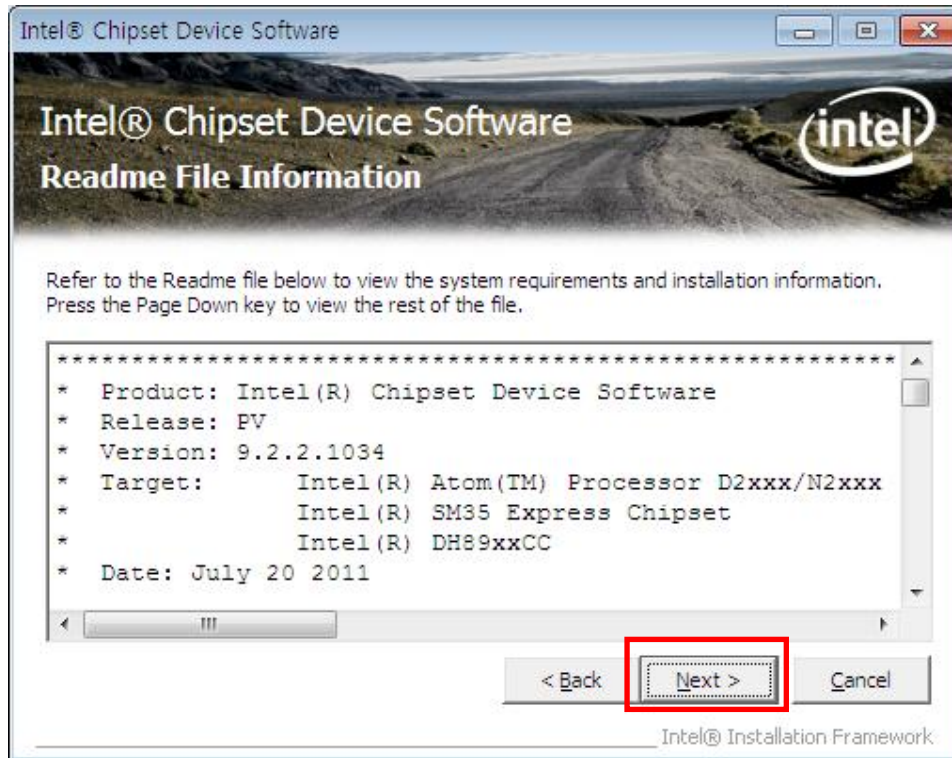 Intel® Chipset Device Software
Intel® Chipset Device Software
intel
Readme File Information
Refer to the Readme file below to view the system requirements and installation information.
Press the Page Down key to view the rest of the file.
************************************************************
* Product: Intel(R) Chipset Device Software
* Release: PV
* Version: 9.2.2.1034
* Target: Intel(R) Atom(TM) Processor D2xxx/N2xxx
* Intel(R) SM35 Express Chipset
* Intel(R) DH89xxCC
* Date: July 20 2011
< Back Next > Cancel
Intel® Installation Framework